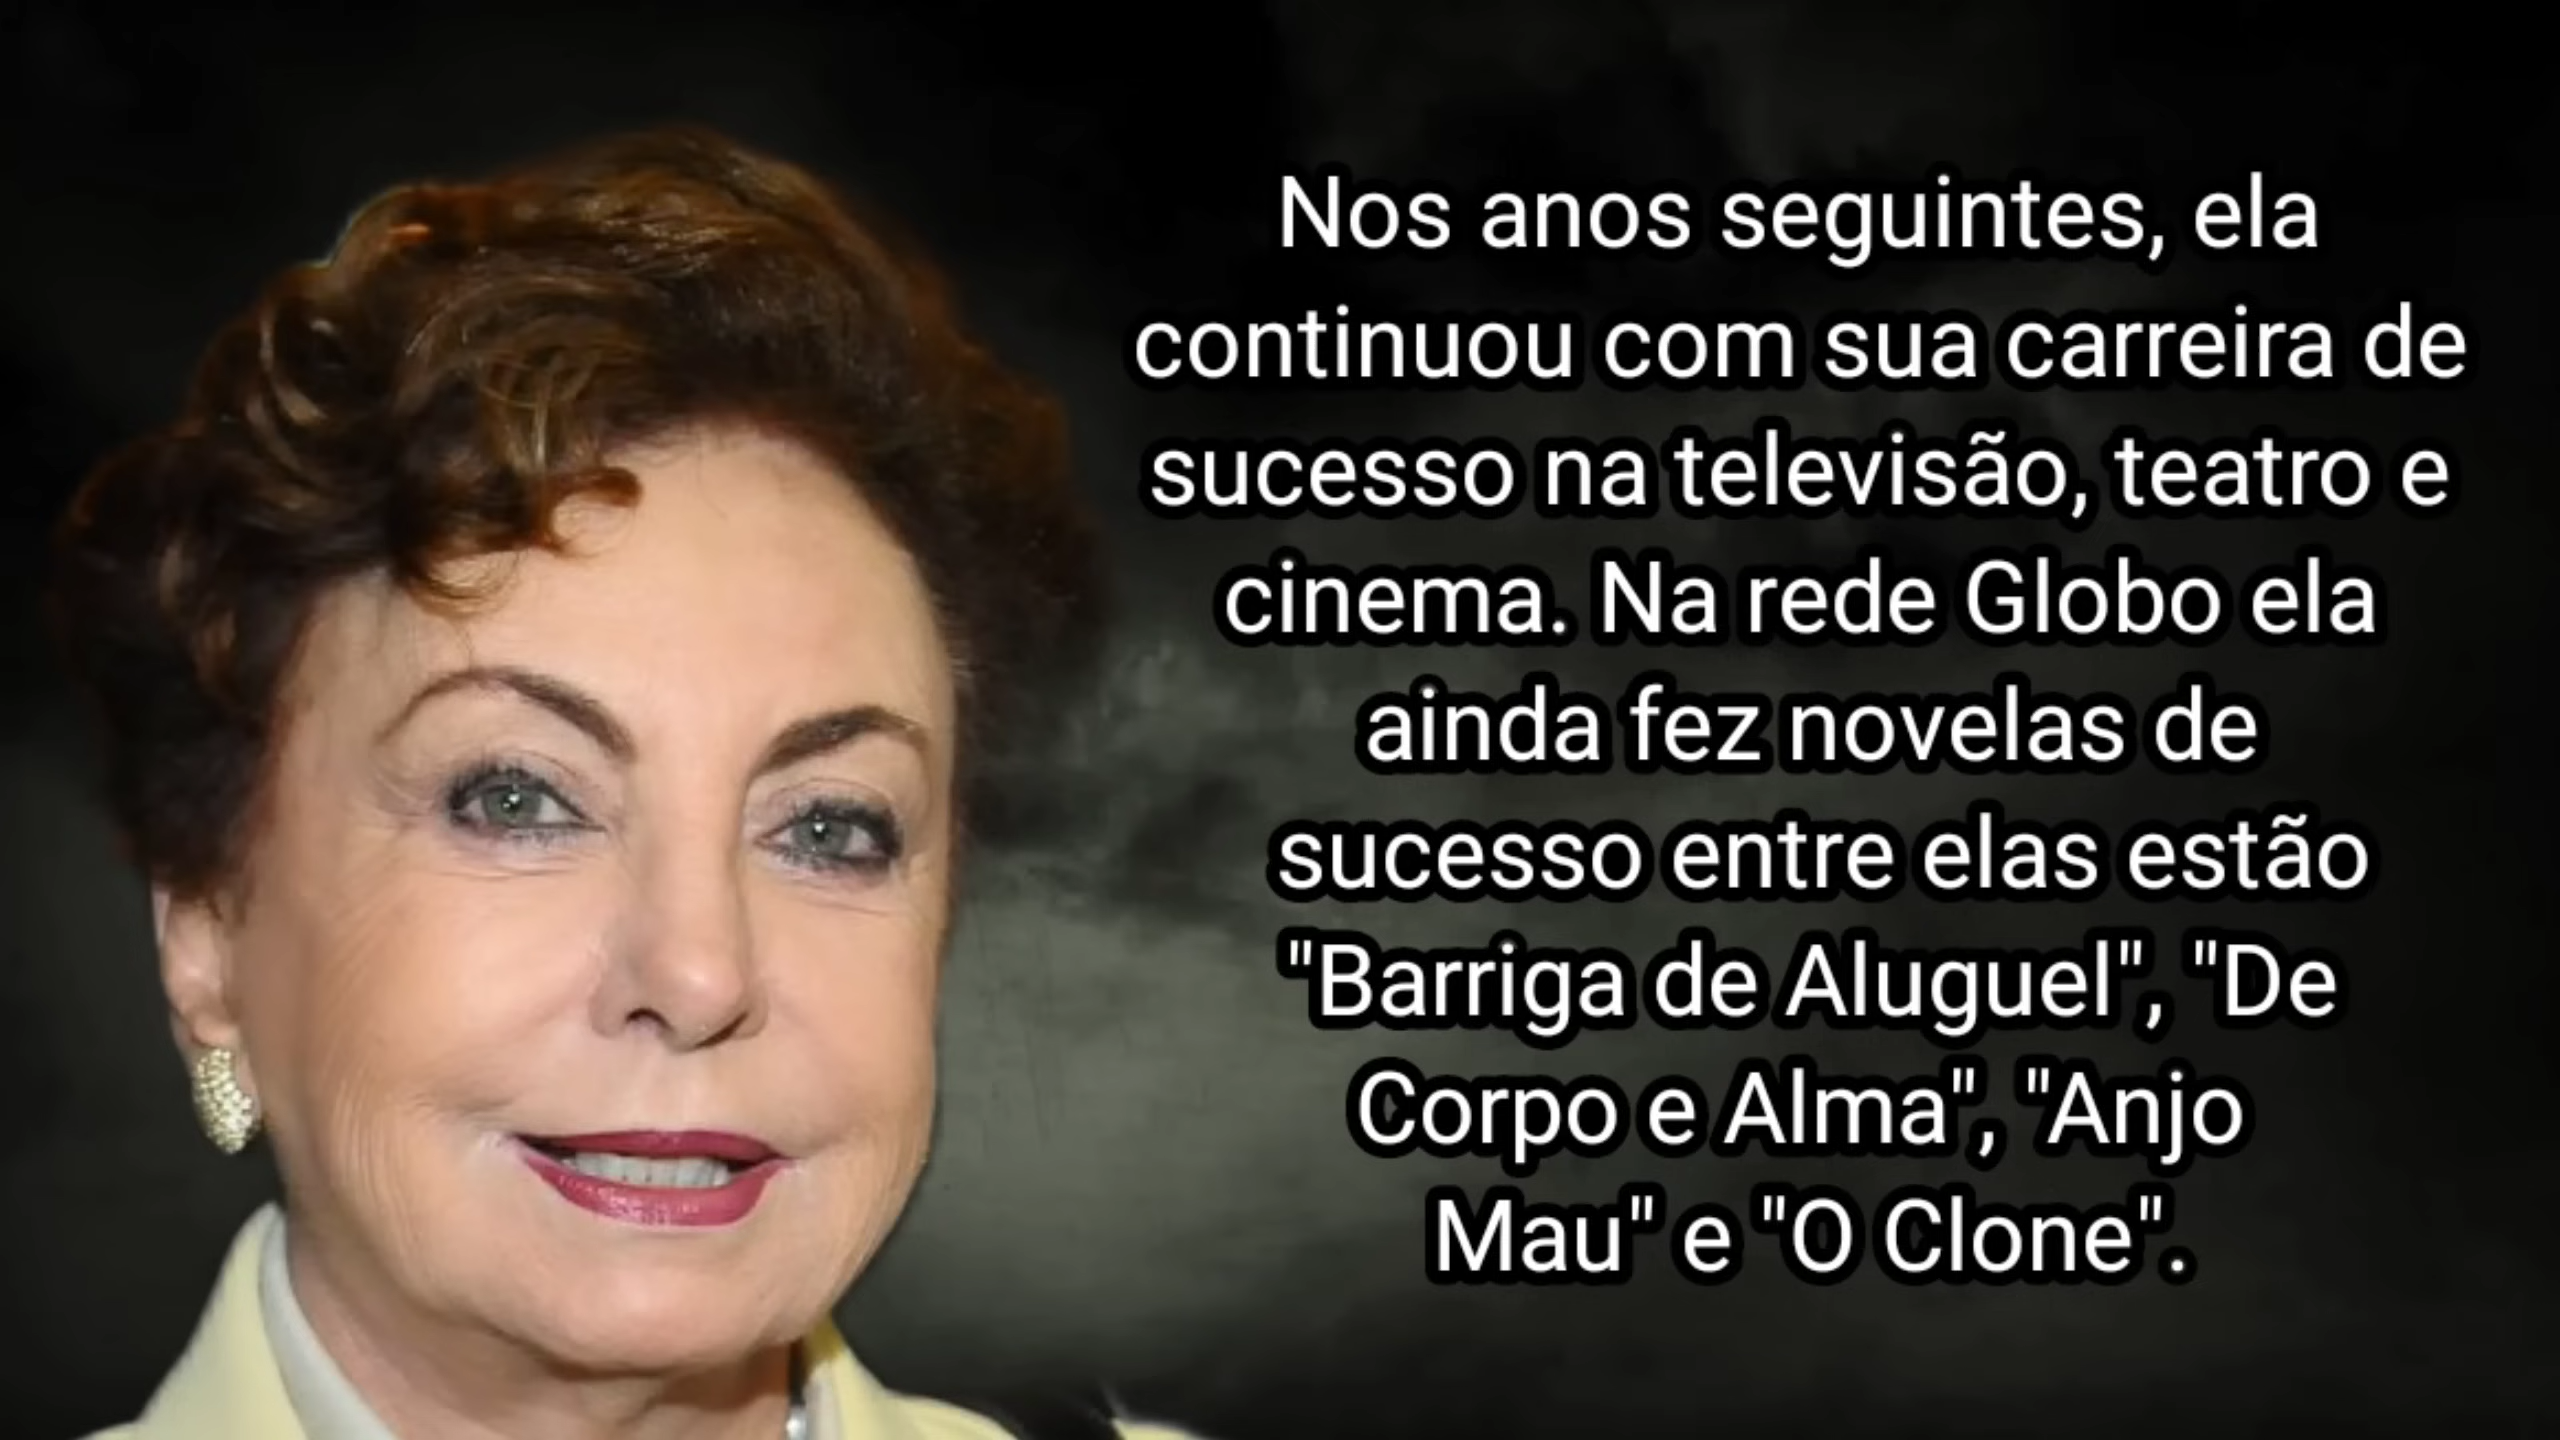 Nos anos seguintes, ela
continuou com sua carreira de
sucesso na televisão, teatro e
cinema. Na rede Globo ela
ainda fez novelas de
sucesso entre elas estão
"Barriga de Aluguel", "De
Corpo e Alma", "Anjo
Mau" e "O Clone".